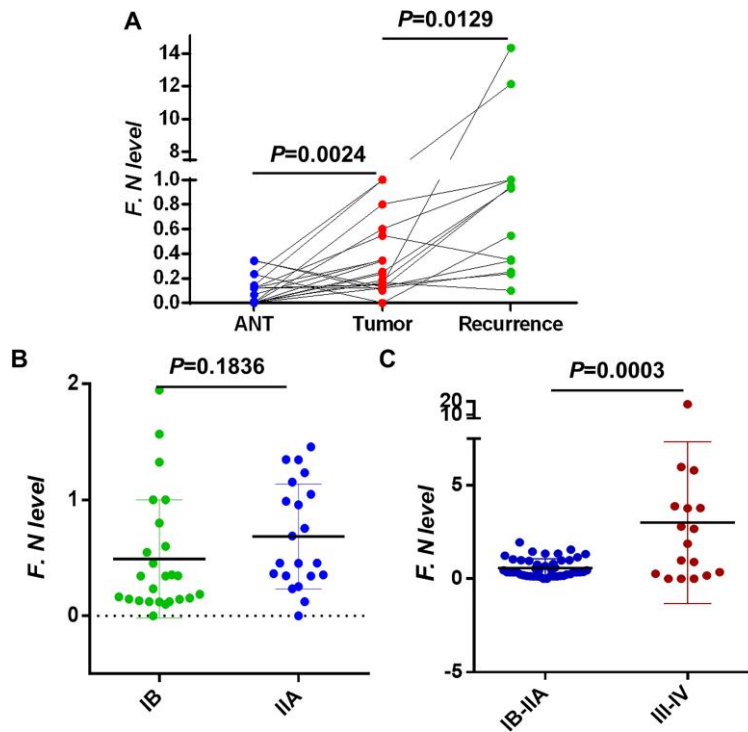 A
P=0.0129
P=0.0024
F. N level
14
12
10
8
1.0
0.8
0.6
0.4
0.2
0.0
ANT Tumor Recurrence
B
P=0.1836
F. N level
2
1
0
IB IIA
C
P=0.0003
F. N level
20
10
5
0
-5
IB-IIA III-IV